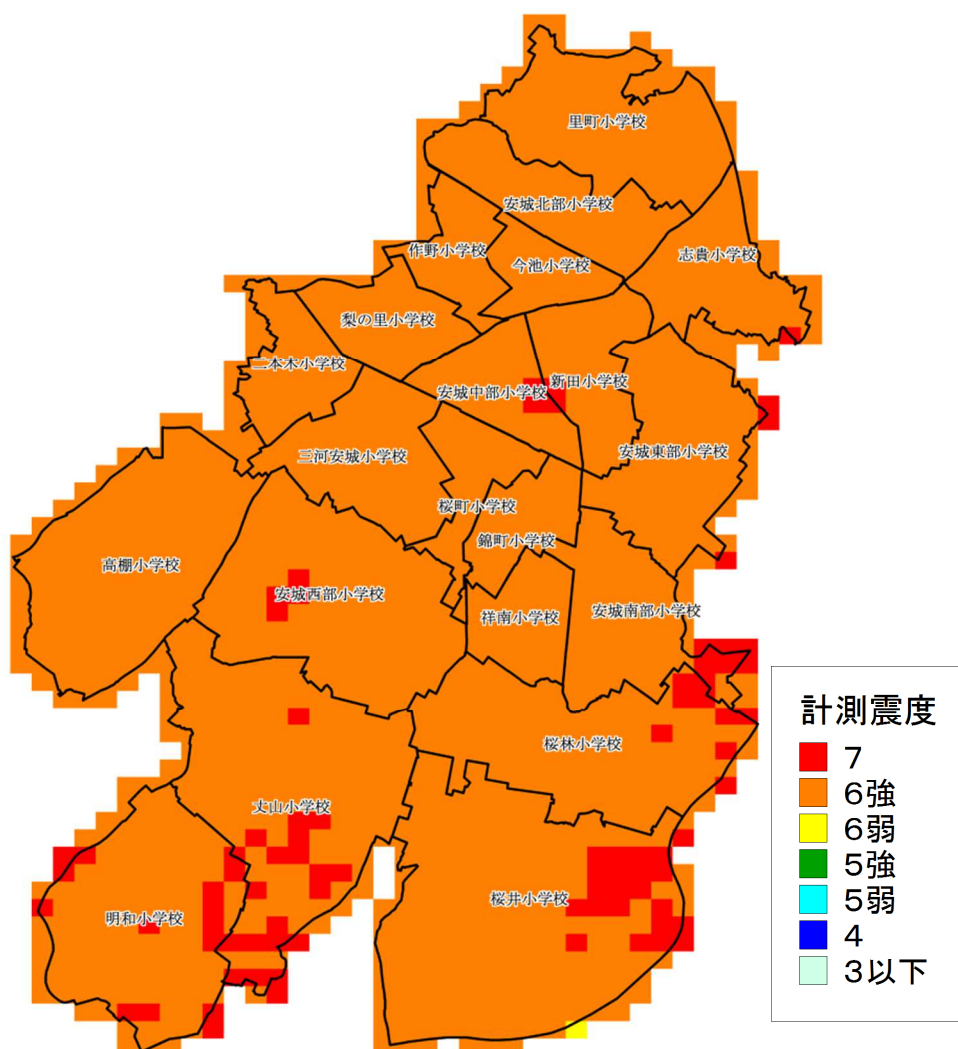 里町小学校
安城北部小学校
作野小学校
今池小学校
志貴小学校
梨の里小学校
二本木小学校
安城中部小学校
新田小学校
三河安城小学校
安城東部小学校
桜町小学校
錦町小学校
高棚小学校
安城西部小学校
祥南小学校
安城南部小学校
桜林小学校
丈山小学校
桜井小学校
明和小学校
計測震度
7
6強
6弱
5強
5弱
4
3以下